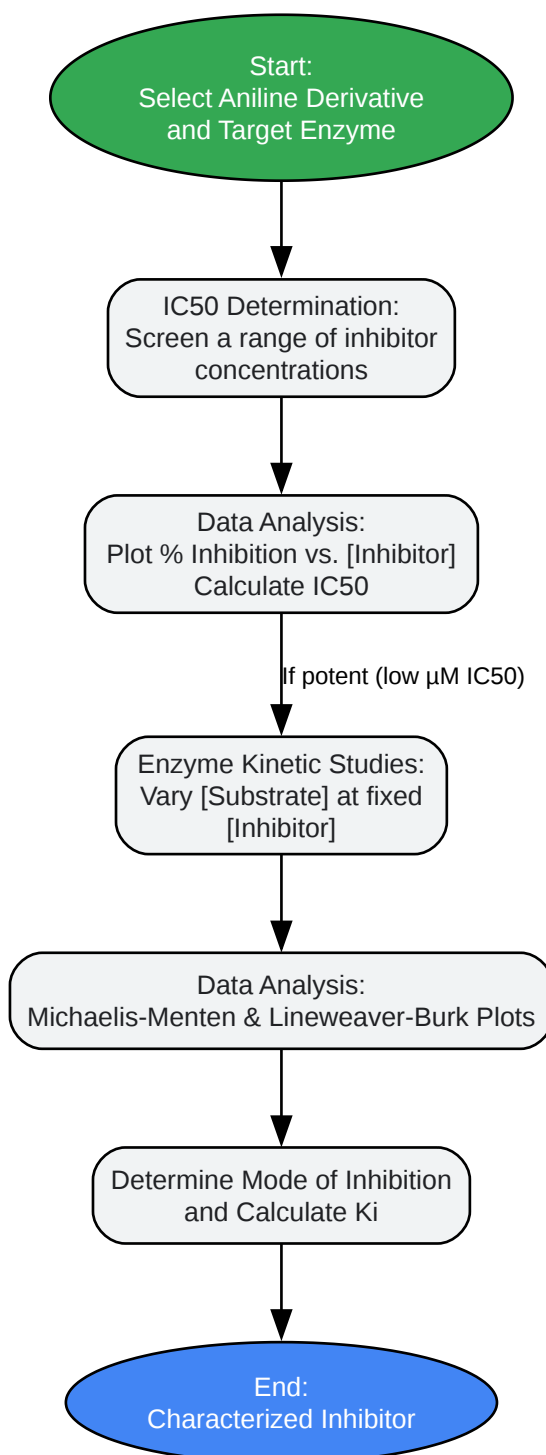 Start:
Select Aniline Derivative
and Target Enzyme
IC50 Determination:
Screen a range of inhibitor
concentrations
Data Analysis:
Plot % Inhibition vs. [Inhibitor]
Calculate IC50
If potent (low µM IC50)
Enzyme Kinetic Studies:
Vary [Substrate] at fixed
[Inhibitor]
Data Analysis:
Michaelis-Menten & Lineweaver-Burk Plots
Determine Mode of Inhibition
and Calculate Ki
End:
Characterized Inhibitor